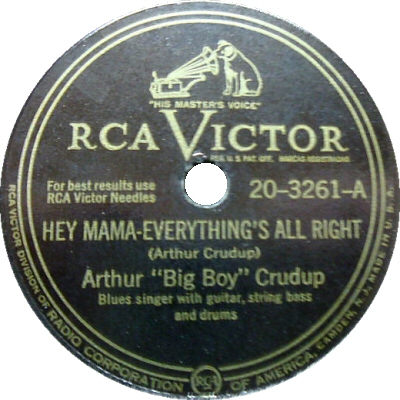 "HIS MASTER'S VOICE"
RCA VICTOR
REG. U. S. PAT. OFF. MARCAS REGISTRADAS
For best results use
RCA Victor Needles
20-3261-A
HEY MAMA-EVERYTHING'S ALL RIGHT
(Arthur Crudup)
Arthur "Big Boy" Crudup
Blues singer with guitar, string bass
and drums
RCA VICTOR DIVISION OF RADIO CORPORATION OF AMERICA, CAMDEN, N. J. MADE IN U. S. A.
RCA